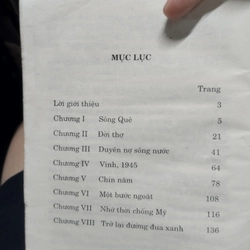 MỤC LỤC
Trang
Lời giới thiệu 3
Chương I Sông Quê 5
Chương II Đời thợ 21
Chương III Duyên nợ sông nước 41
Chương IV Vinh, 1945 64
Chương V Chín năm 78
Chương VI Một bước ngoặt 108
Chương VII Nhớ thời chống Mỹ 116
Chương VIII Trở lại đường đua xanh 136